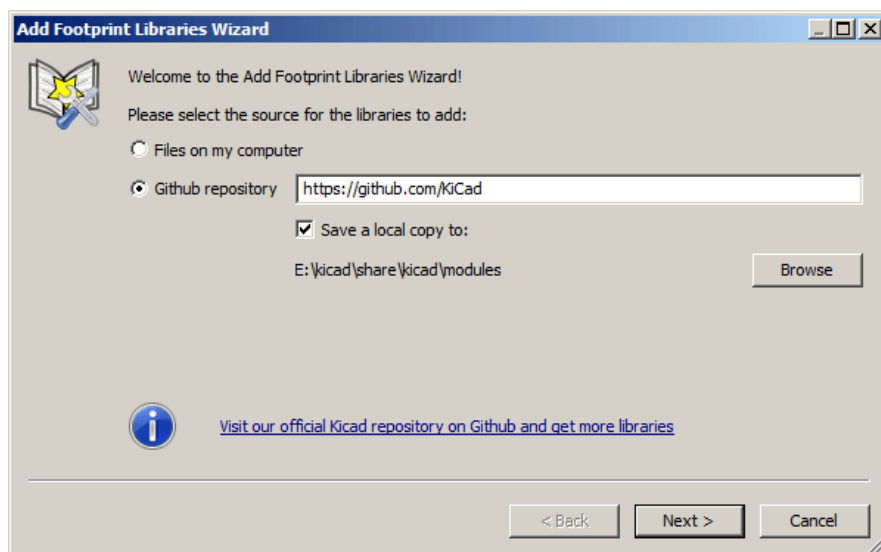 Add Footprint Libraries Wizard
Welcome to the Add Footprint Libraries Wizard!
Please select the source for the libraries to add:
Files on my computer
Github repository https://github.com/KiCad
Save a local copy to:
E:\kicad\share\kicad\modules Browse
Visit our official Kicad repository on Github and get more libraries
< Back Next > Cancel